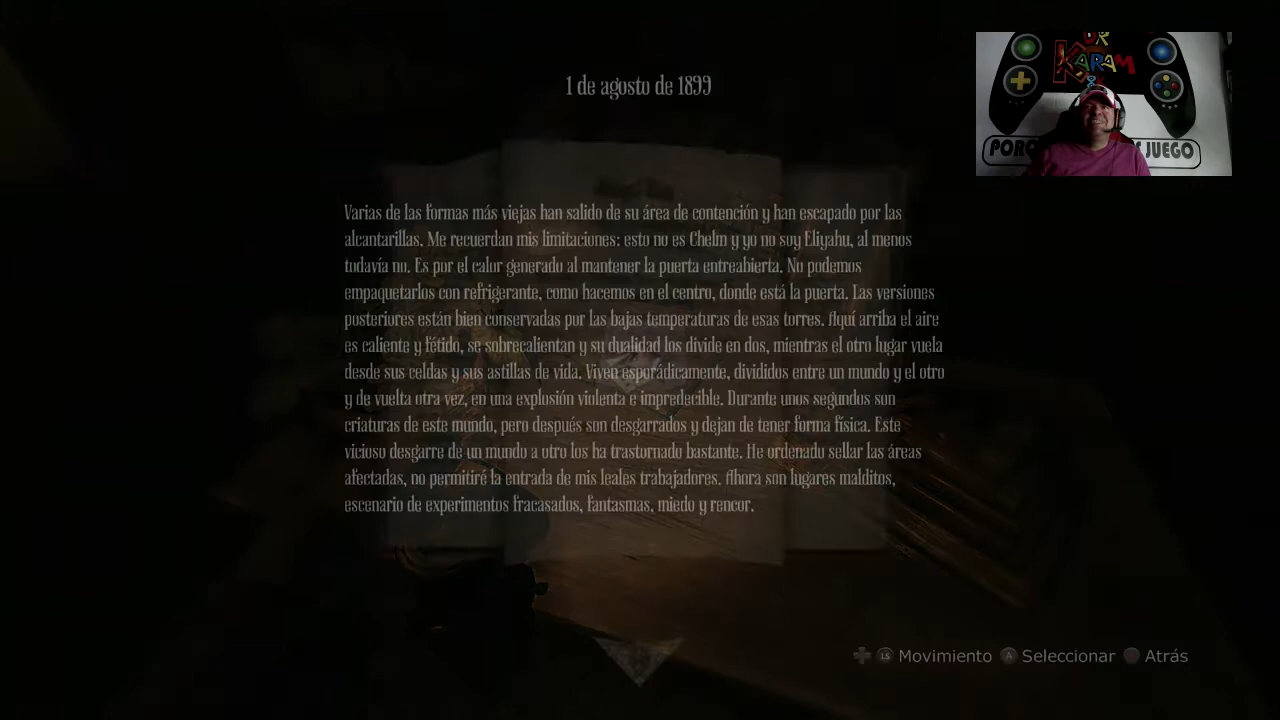 DR
KARAM
1 de agosto de 1899
PORQ
E JUEGO
Varias de las formas más viejas han salido de su área de contención y han escapado por las
alcantarillas. Me recuerdan mis limitaciones: esto no es Chelm y yo no soy Eliyahu, al menos
todavía no. Es por el calor generado al mantener la puerta entreabierta. No podemos
empaquetarlos con refrigerante, como hacemos en el centro, donde está la puerta. Las versiones
posteriores están bien conservadas por las bajas temperaturas de esas torres. Aquí arriba el aire
es caliente y fétido, se sobrecalientan y su dualidad los divide en dos, mientras el otro lugar vuela
desde sus celdas y sus astillas de vida. Viven esporádicamente, divididos entre un mundo y el otro
y de vuelta otra vez, en una explosión violenta e impredecible. Durante unos segundos son
criaturas de este mundo, pero después son desgarrados y dejan de tener forma física. Este
vicioso desgarre de un mundo a otro los ha trastornado bastante. He ordenado sellar las áreas
afectadas, no permitiré la entrada de mis leales trabajadores. Ahora son lugares malditos,
escenario de experimentos fracasados, fantasmas, miedo y rencor.
LS Movimiento A Seleccionar Atrás